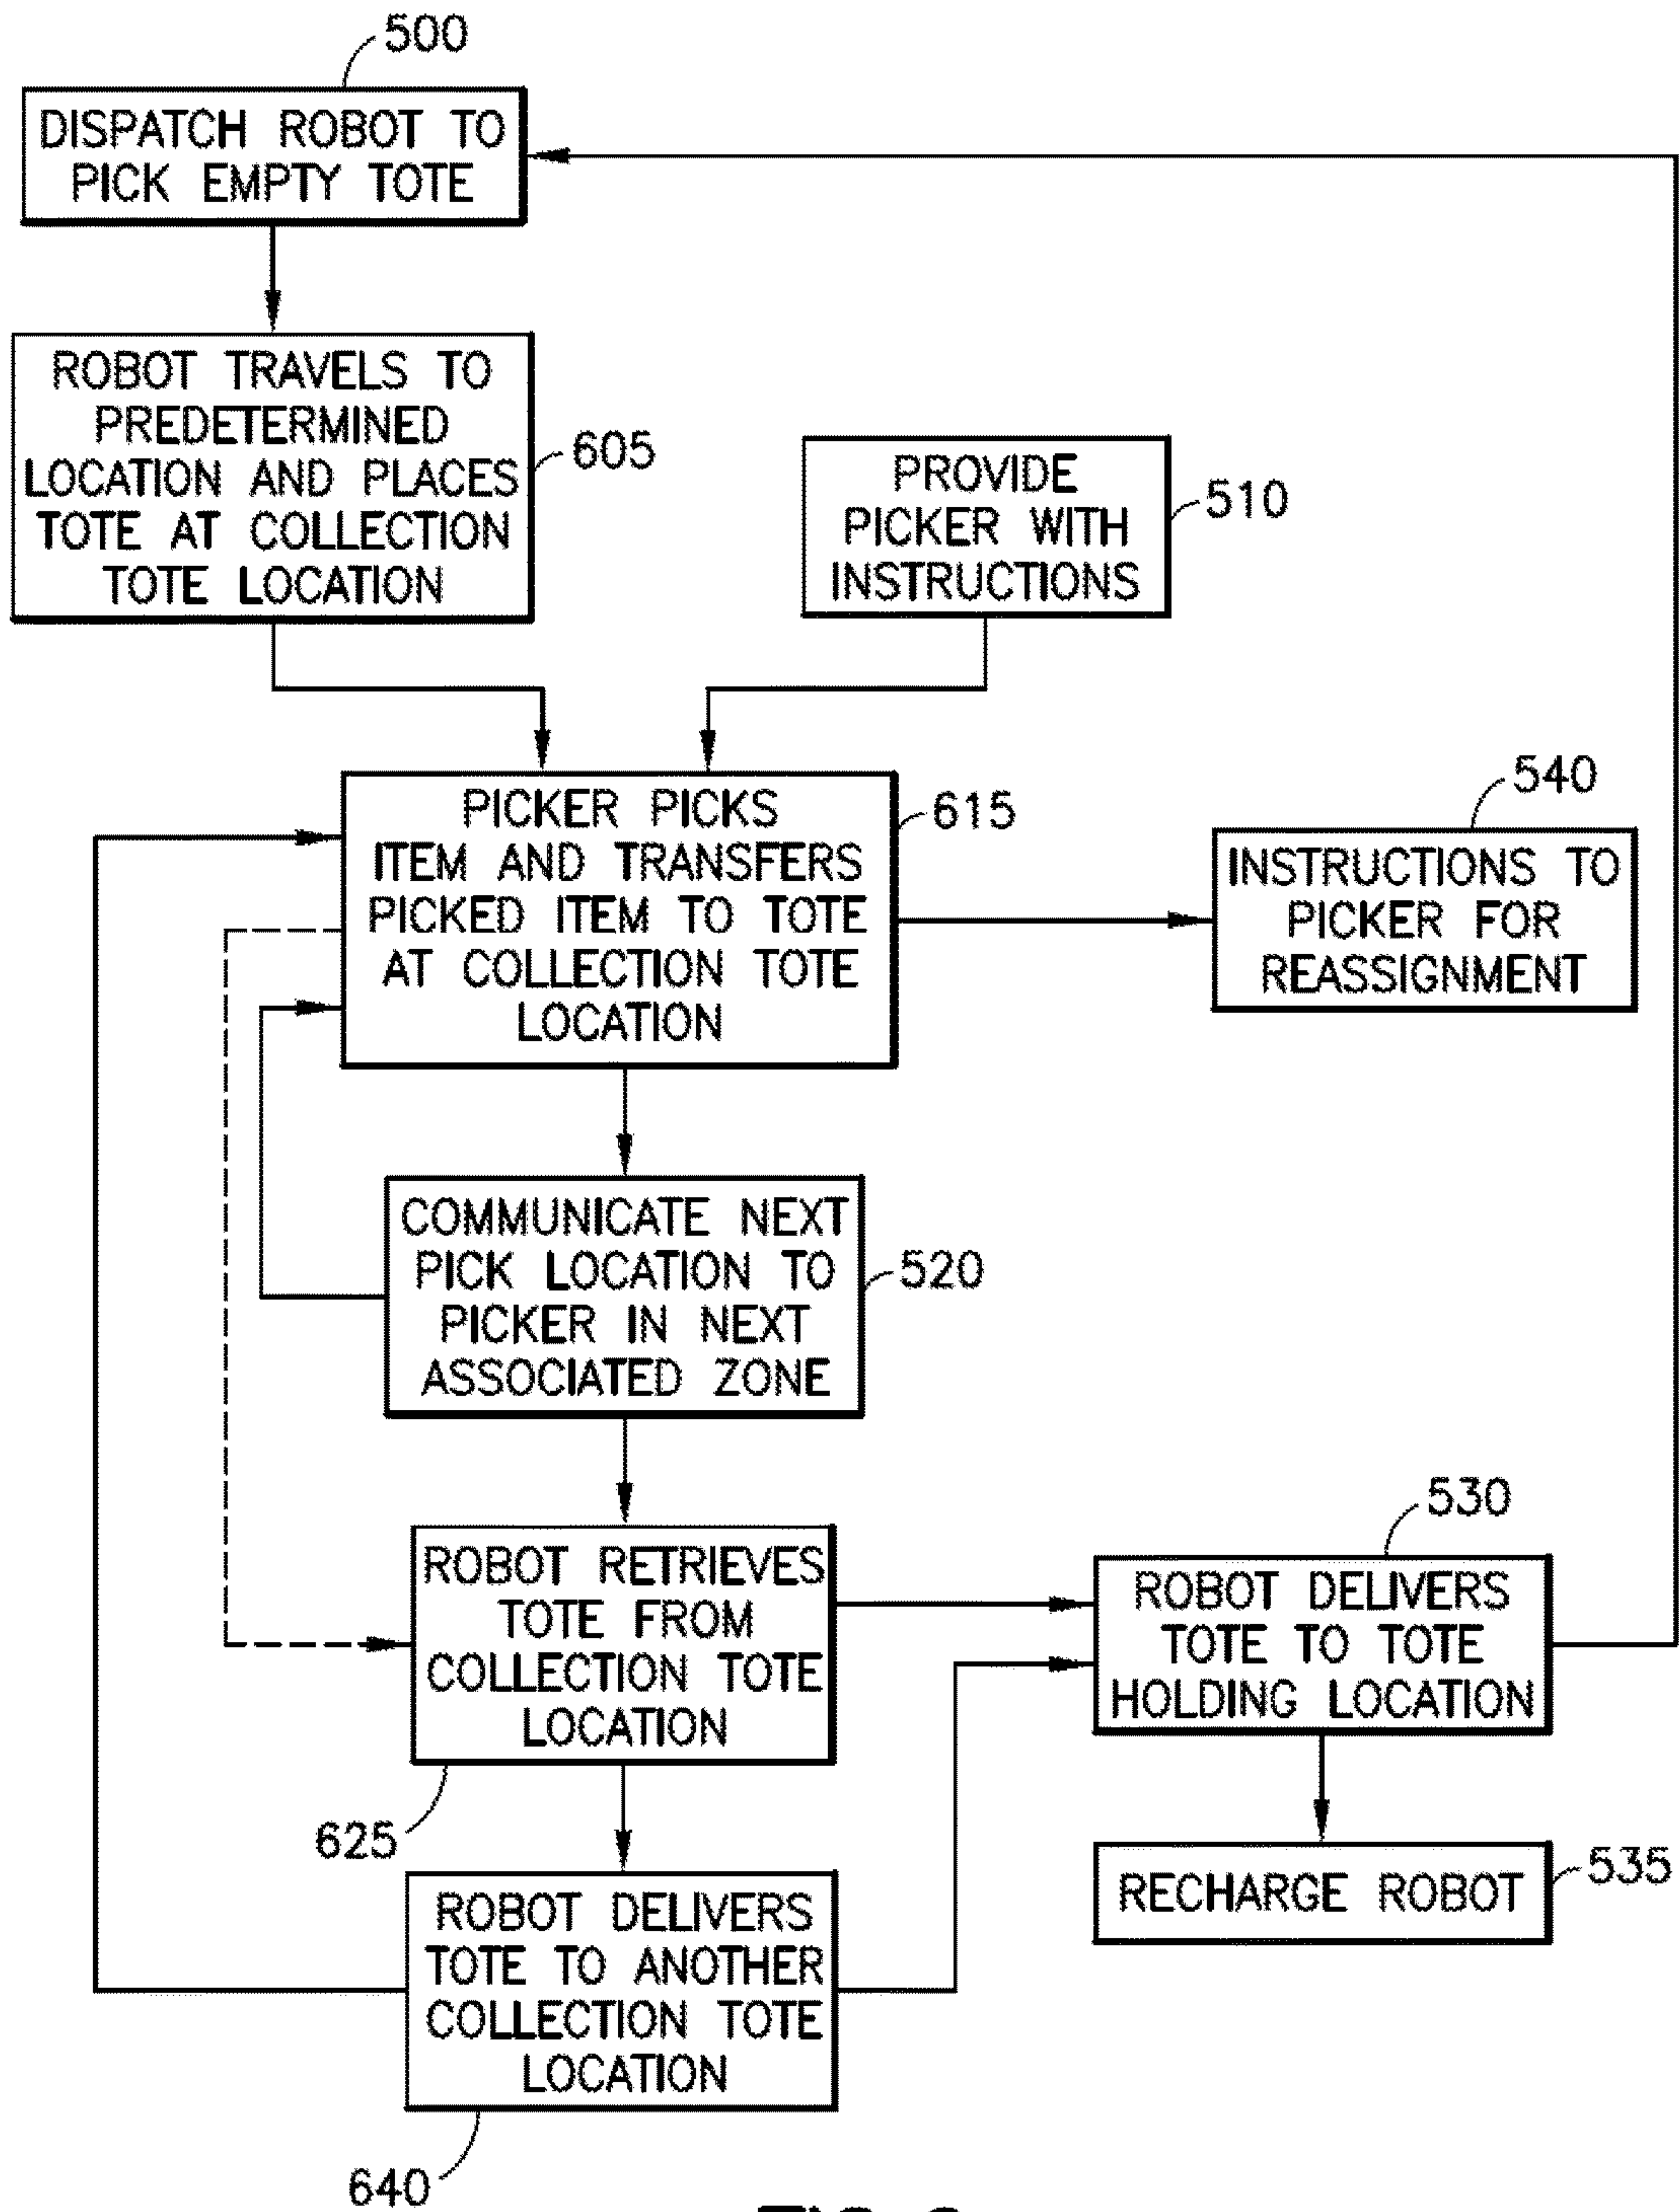 500
DISPATCH ROBOT TO
PICK EMPTY TOTE
ROBOT TRAVELS TO
PREDETERMINED
LOCATION AND PLACES
TOTE AT COLLECTION
TOTE LOCATION
605
PROVIDE
PICKER WITH
INSTRUCTIONS
510
PICKER PICKS
ITEM AND TRANSFERS
PICKED ITEM TO TOTE
AT COLLECTION TOTE
LOCATION
615
540
INSTRUCTIONS TO
PICKER FOR
REASSIGNMENT
COMMUNICATE NEXT
PICK LOCATION TO
PICKER IN NEXT
ASSOCIATED ZONE
520
ROBOT RETRIEVES
TOTE FROM
COLLECTION TOTE
LOCATION
625
530
ROBOT DELIVERS
TOTE TO TOTE
HOLDING LOCATION
RECHARGE ROBOT
535
ROBOT DELIVERS
TOTE TO ANOTHER
COLLECTION TOTE
LOCATION
640